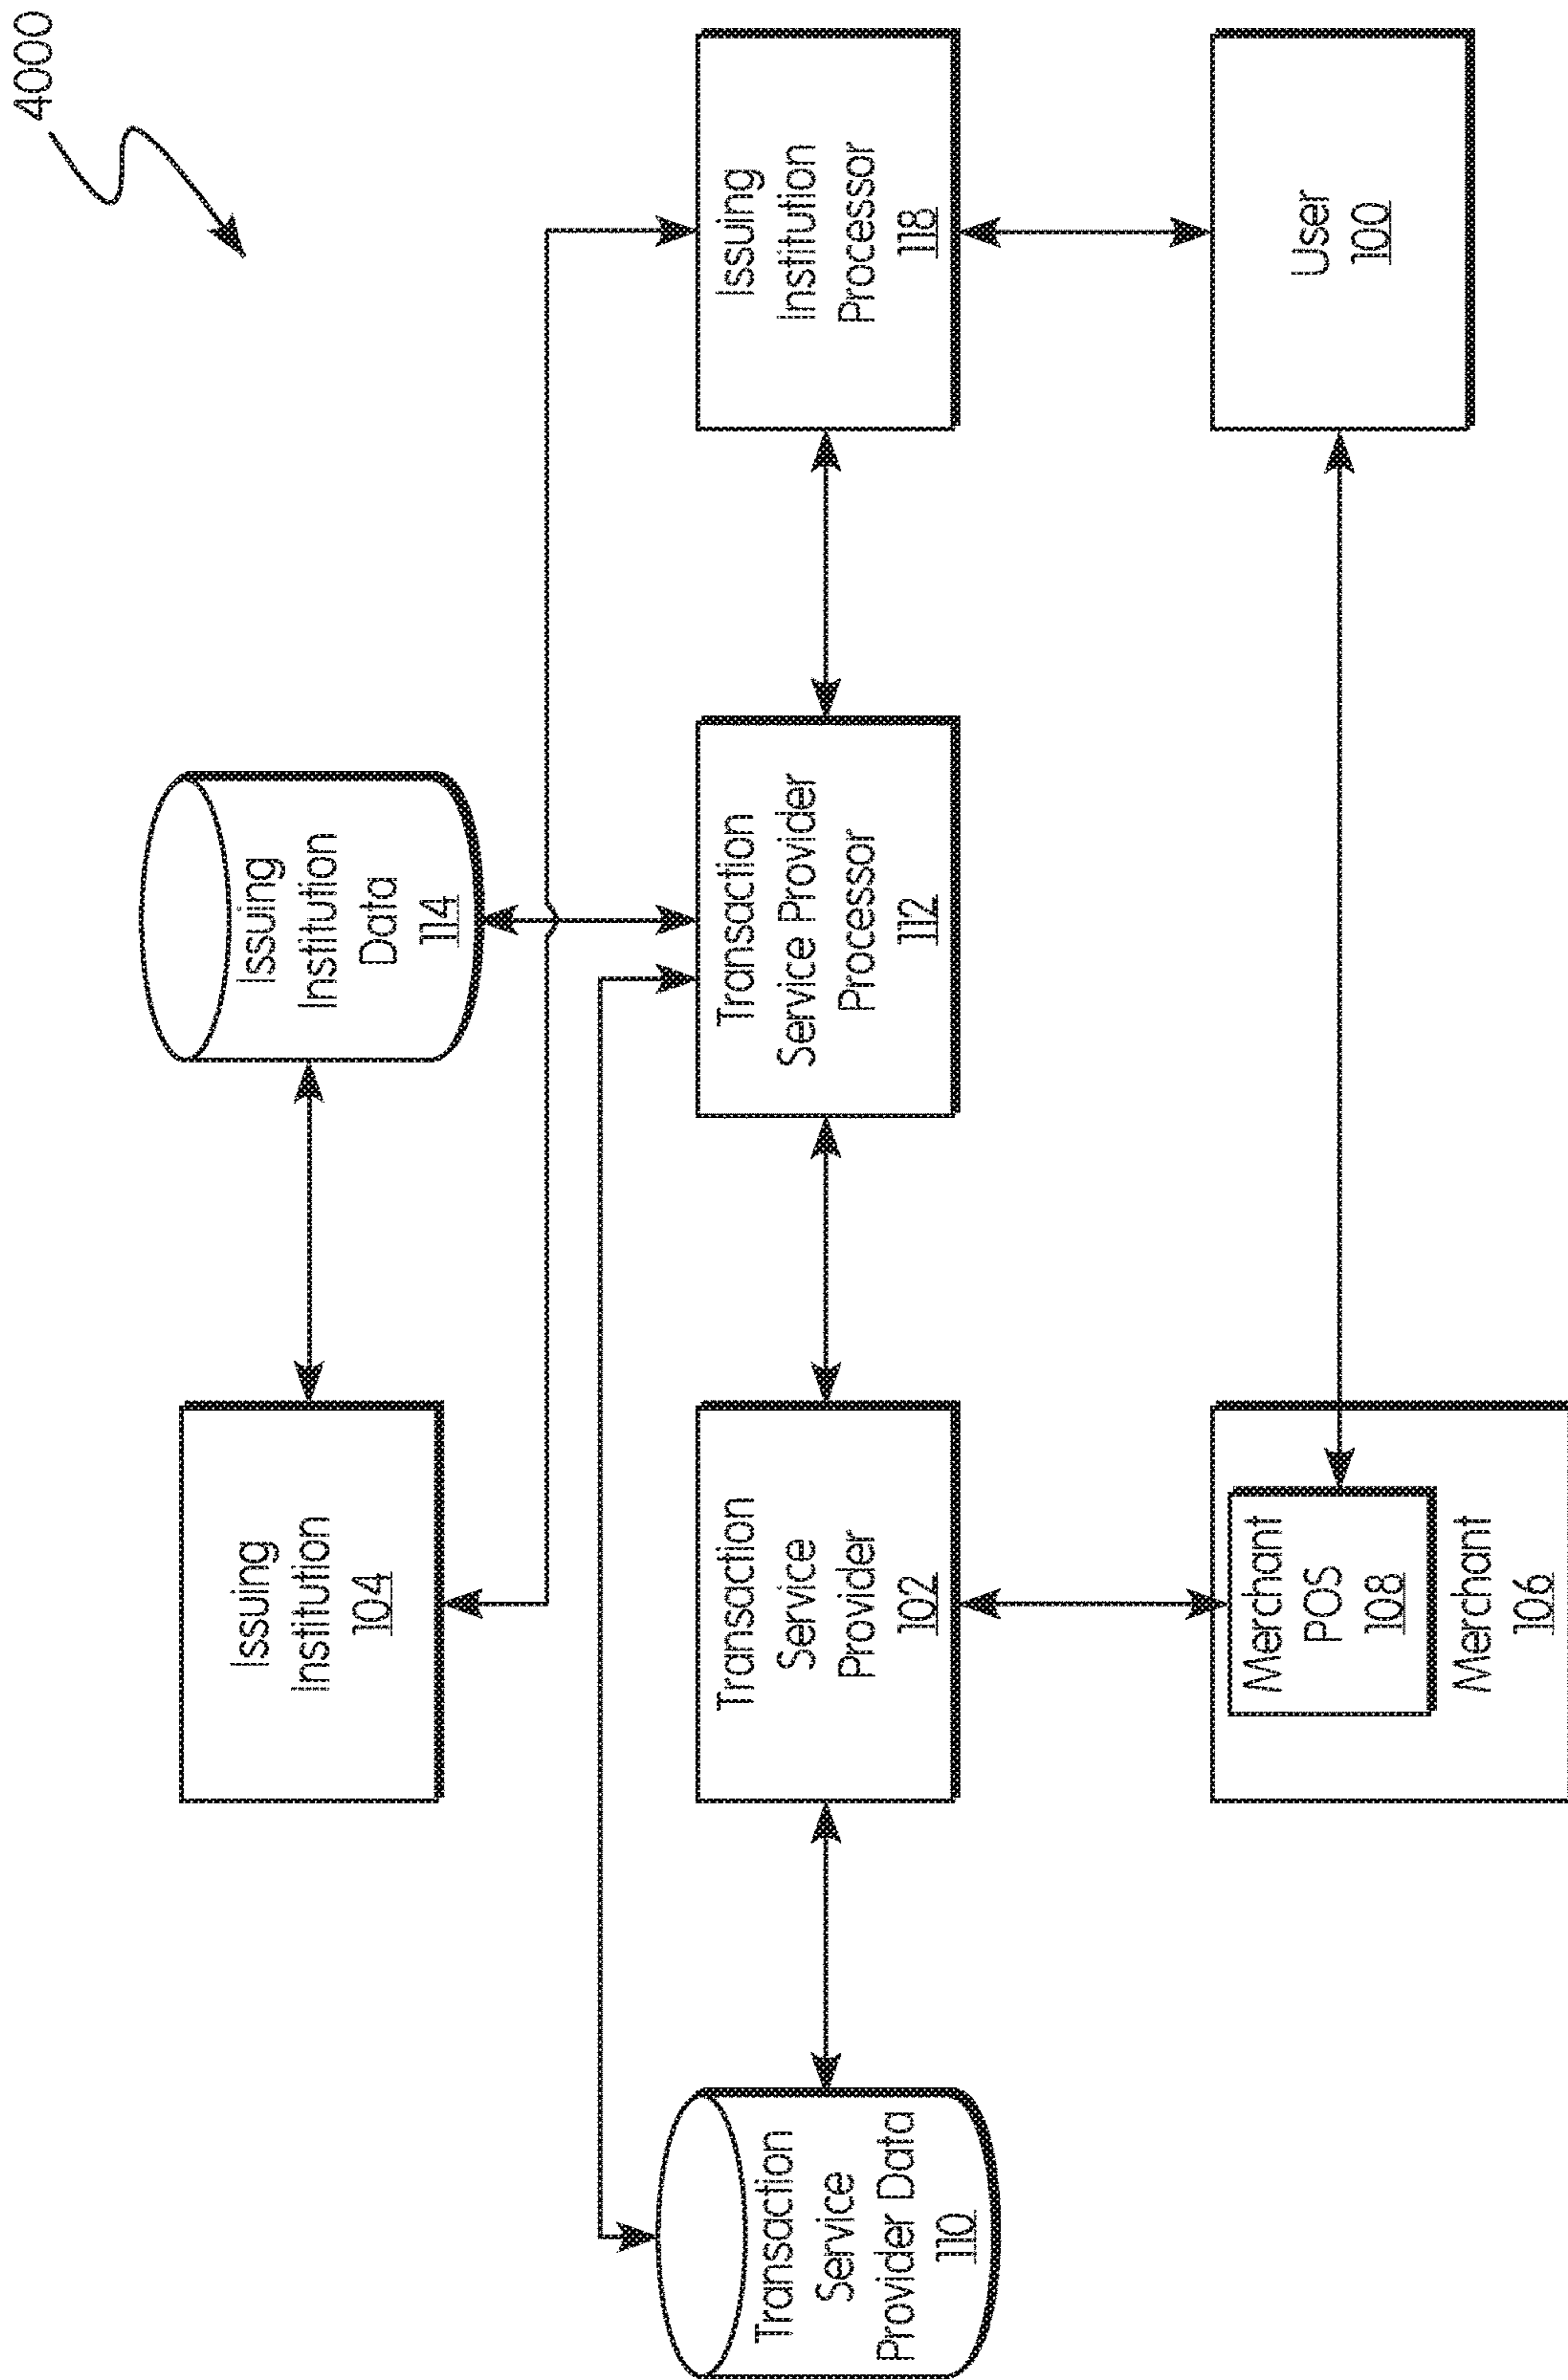 4000
Issuing
Institution
104
Issuing
Institution
Data
114
Transaction
Service
Provider Data
110
Transaction
Service
Provider
102
Transaction
Service Provider
Processor
112
Issuing
Institution
Processor
118
Merchant
POS
108
Merchant
106
User
100